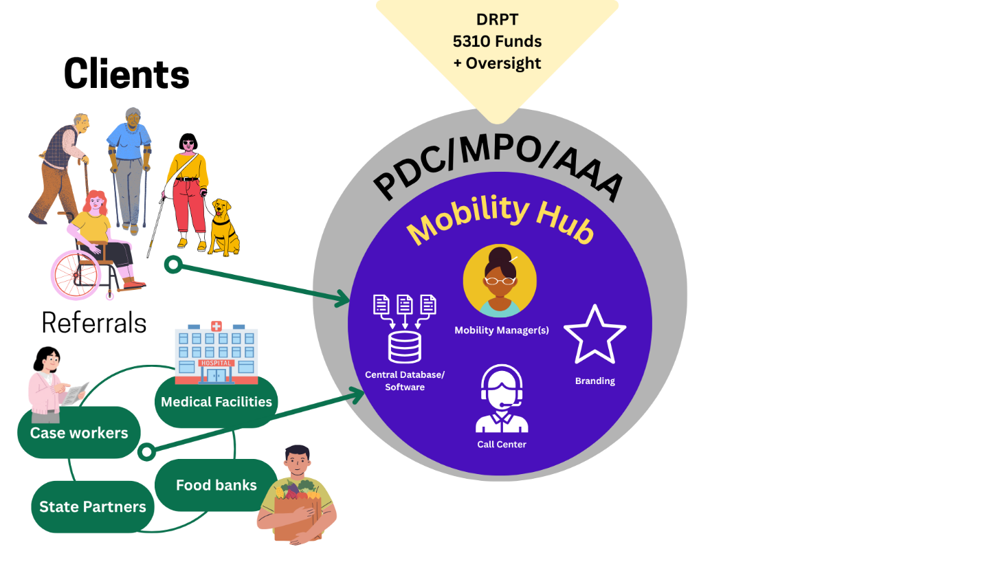 DRPT
5310 Funds
+ Oversight
Clients
PDC/MPO/AAA
Mobility Hub
Mobility Manager(s)
Central Database/
Software
Branding
Call Center
Referrals
HOSPITAL
Medical Facilities
Case workers
Food banks
State Partners